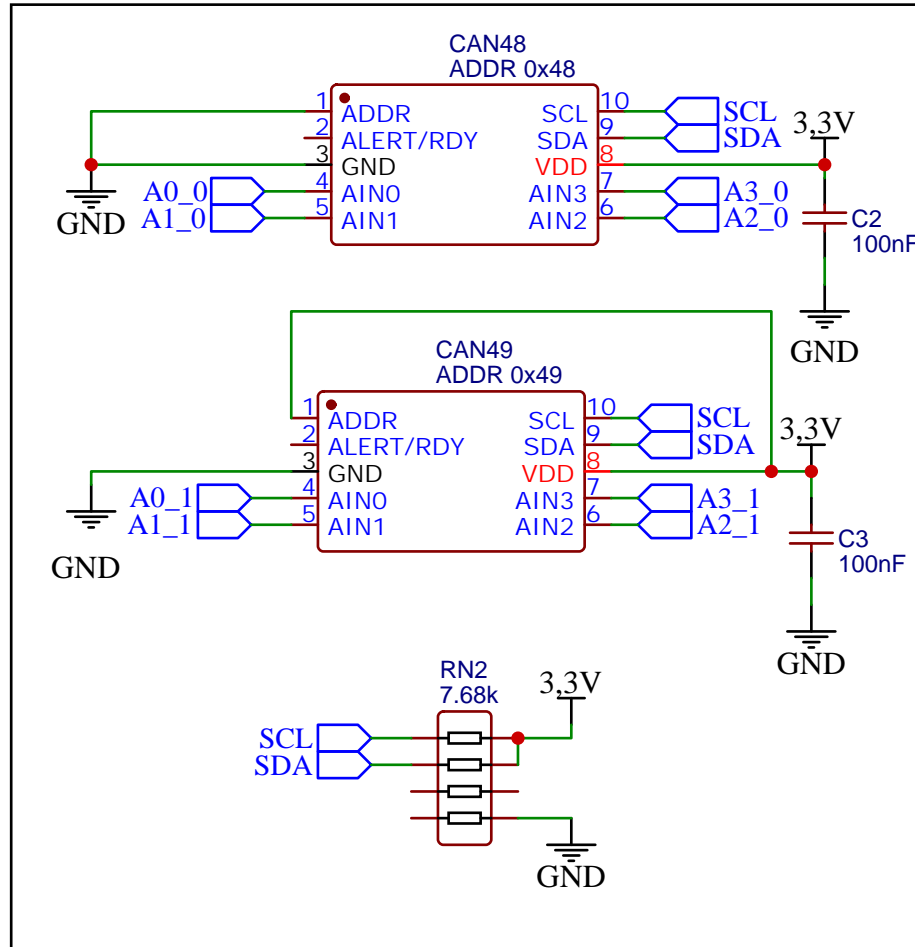 CAN48
ADDR 0x48
1 ADDR SCL 10 SCL
2 ALERT/RDY SDA 9 SDA
3 GND VDD 8 3,3V
A0_0 4 AIN0 AIN3 7 A3_0
A1_0 5 AIN1 AIN2 6 A2_0
GND
C2
100nF
GND
CAN49
ADDR 0x49
1 ADDR SCL 10 SCL
2 ALERT/RDY SDA 9 SDA
3 GND VDD 8 3,3V
A0_1 4 AIN0 AIN3 7 A3_1
A1_1 5 AIN1 AIN2 6 A2_1
GND
C3
100nF
GND
RN2
7.68k
3,3V
SCL
SDA
GND